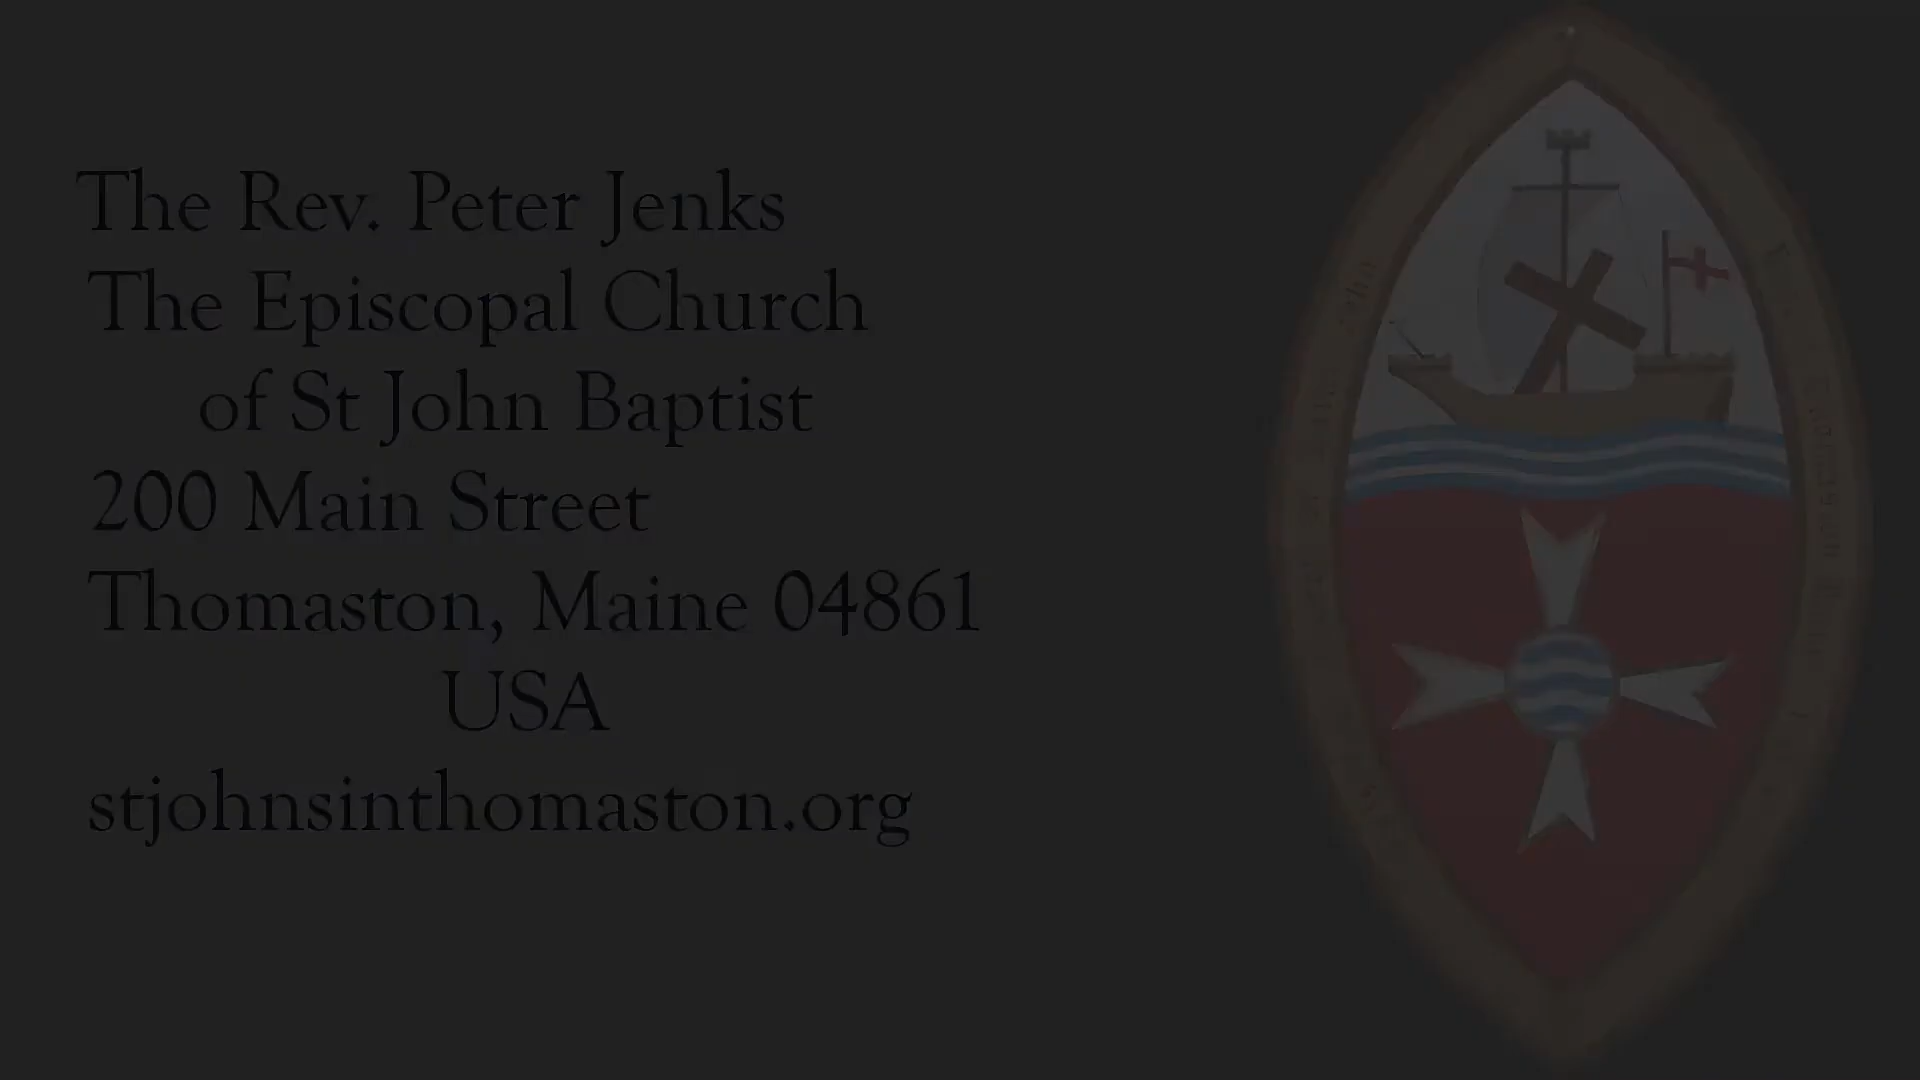 The Rev. Peter Jenks
The Episcopal Church
of St John Baptist
200 Main Street
Thomaston, Maine 04861
USA
stjohnsinthomaston.org